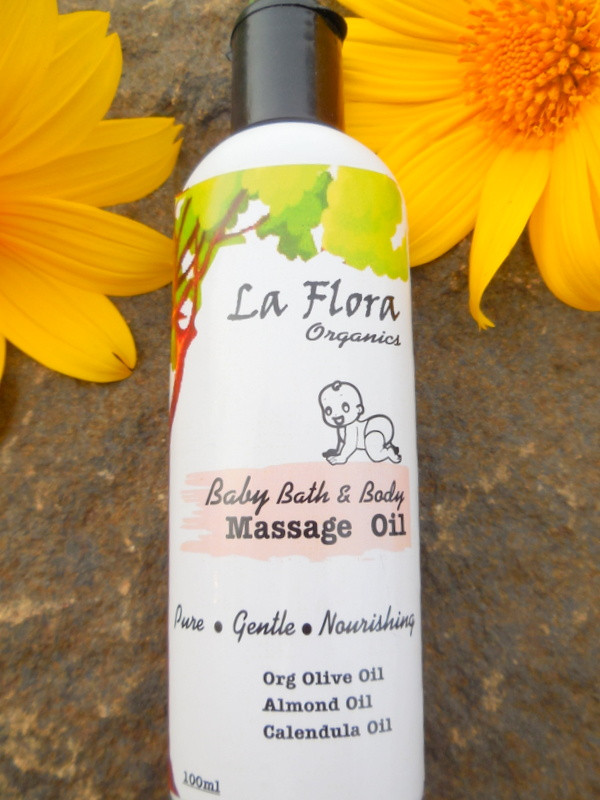 La Flora
Organics
Baby Bath & Body
Massage Oil
Pure • Gentle • Nourishing
Org Olive Oil
Almond Oil
Calendula Oil
100ml